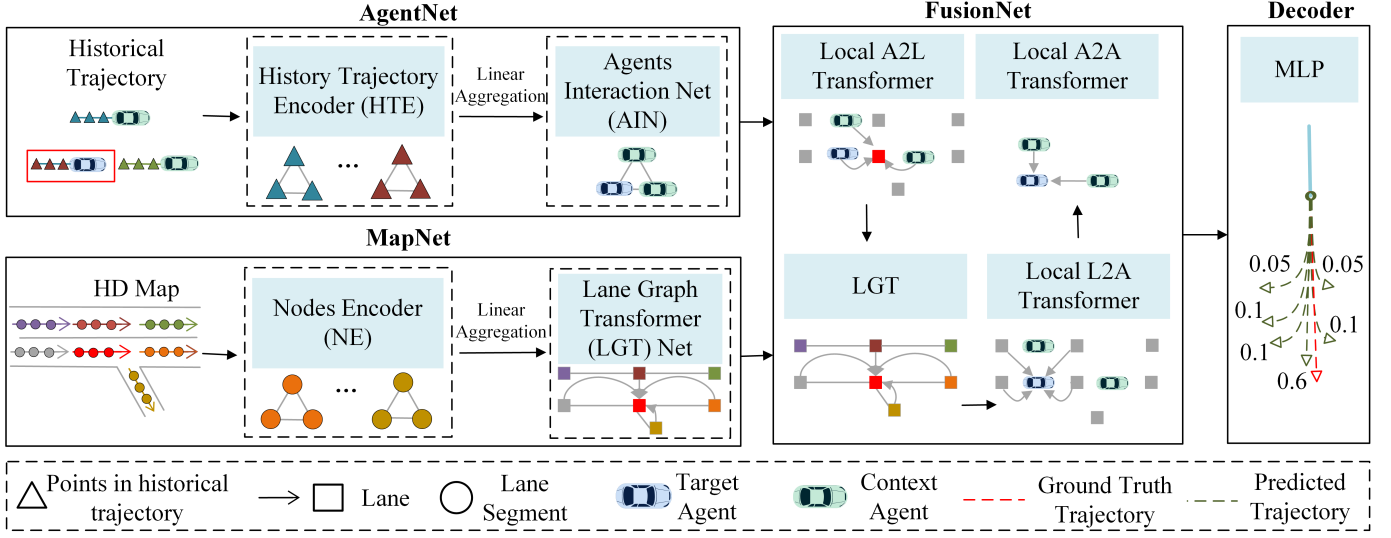 AgentNet
Historical
Trajectory
History Trajectory
Encoder (HTE)
...
Linear
Aggregation
Agents
Interaction Net
(AIN)
MapNet
HD Map
Nodes Encoder
(NE)
...
Linear
Aggregation
Lane Graph
Transformer
(LGT) Net
FusionNet
Local A2L
Transformer
Local A2A
Transformer
LGT
Local L2A
Transformer
Decoder
MLP
0.05
0.05
0.1
0.1
0.1
0.6
Points in historical
trajectory
Lane
Lane
Segment
Target
Agent
Context
Agent
Ground Truth
Trajectory
Predicted
Trajectory